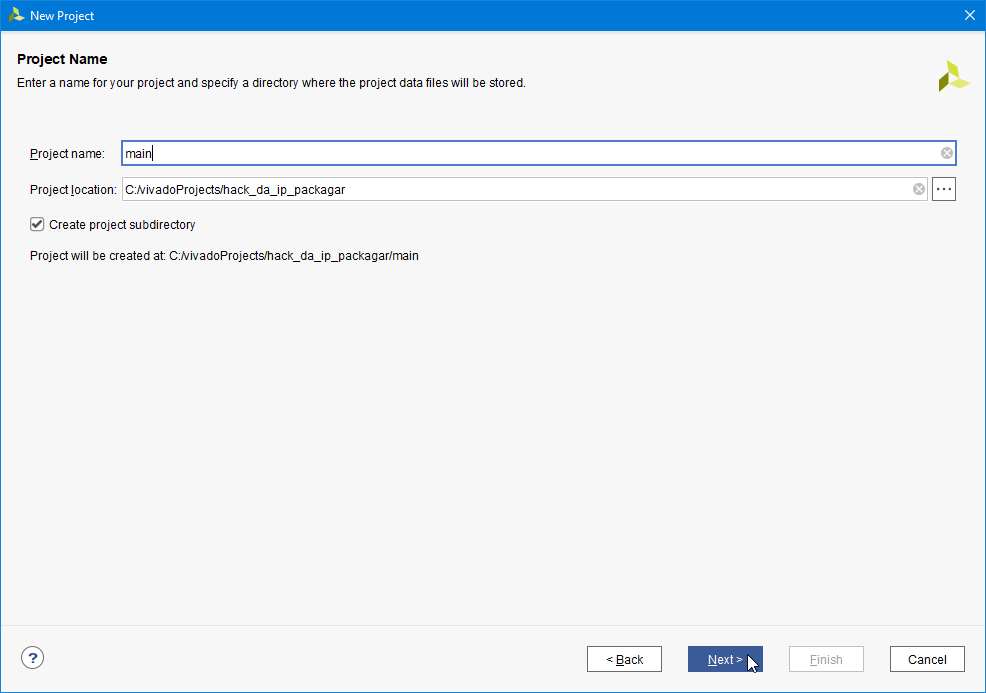 New Project
Project Name
Enter a name for your project and specify a directory where the project data files will be stored.
Project name: main
Project location: C:/vivadoProjects/hack_da_ip_packagar ...
Create project subdirectory
Project will be created at: C:/vivadoProjects/hack_da_ip_packagar/main
? < Back Next > Finish Cancel